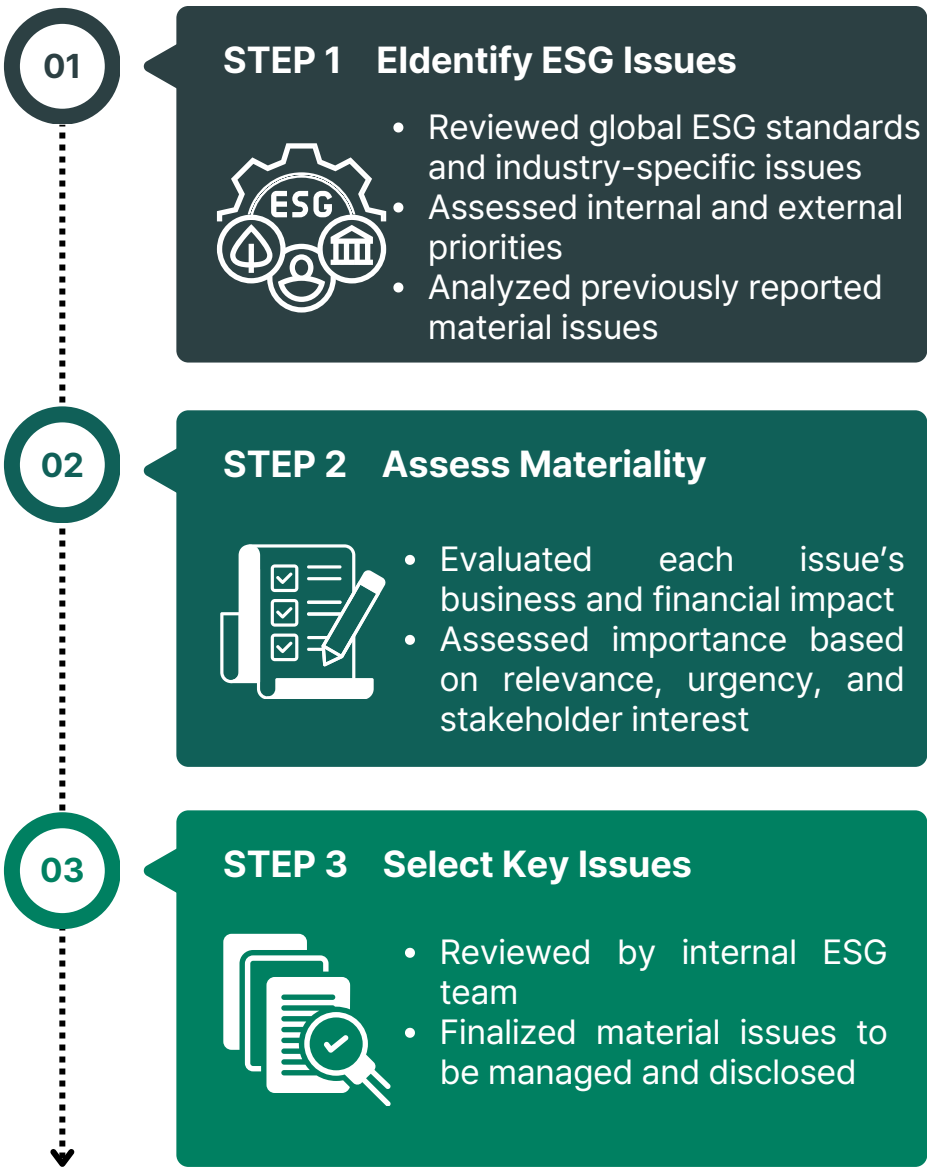 01
STEP 1 EIdentify ESG Issues
• Reviewed global ESG standards
and industry-specific issues
ESG
• Assessed internal and external
priorities
• Analyzed previously reported
material issues
02
STEP 2 Assess Materiality
• Evaluated each issue’s
business and financial impact
• Assessed importance based
on relevance, urgency, and
stakeholder interest
03
STEP 3 Select Key Issues
• Reviewed by internal ESG
team
• Finalized material issues to
be managed and disclosed